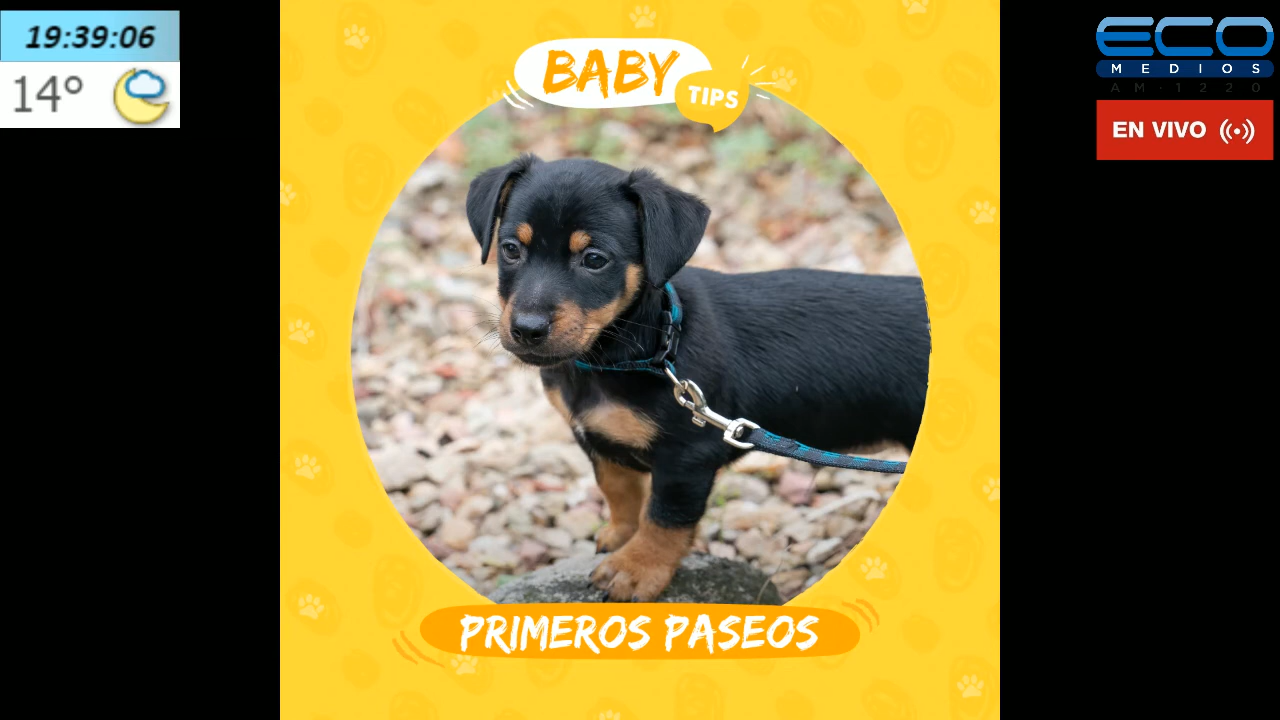 19:39:06
14°
BABY
TIPS
PRIMEROS PASEOS
ECO
MEDIOS
AM·1220
EN VIVO